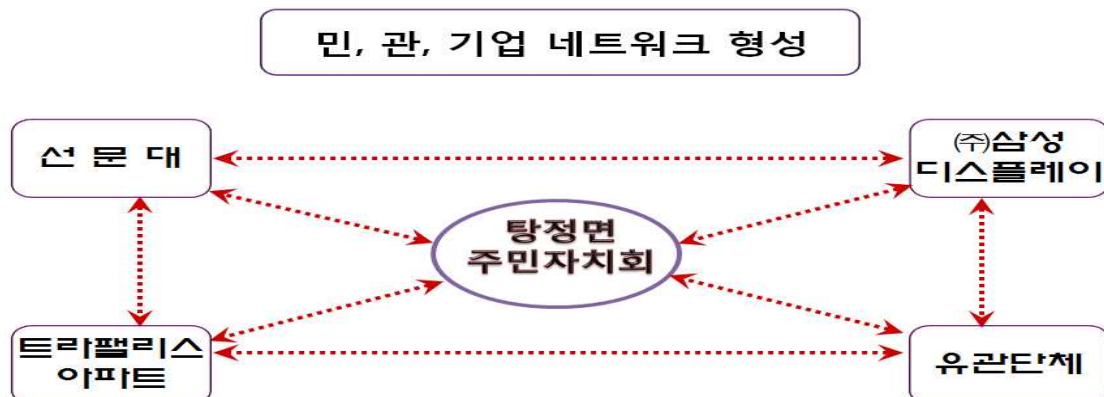 민, 관, 기업 네트워크 형성
선 문 대
㈜삼성
디스플레이
탕정면
주민자치회
트라팰리스
아파트
유관단체